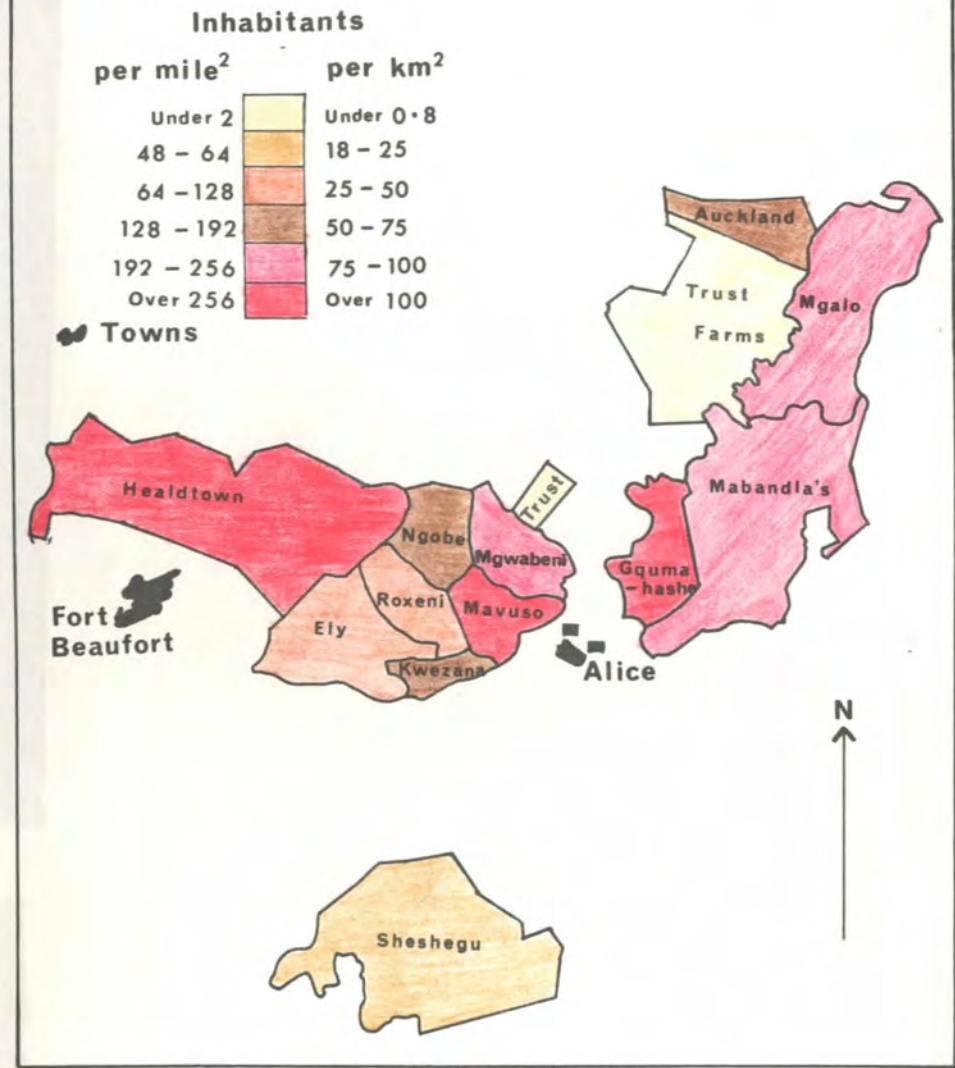 Inhabitants
per mile² per km²
Under 2 Under 0·8
48 – 64 18 – 25
64 – 128 25 – 50
128 – 192 50 – 75
192 – 256 75 – 100
Over 256 Over 100
Towns
Auckland
Trust
Farms
Mgalo
Healdtown
Trust
Mabandla's
Ngobe
Mgwabeni
Gquma
– hashe
Roxeni
Mavuso
Fort
Beaufort
Ely
Kwezana
Alice
N
Sheshegu